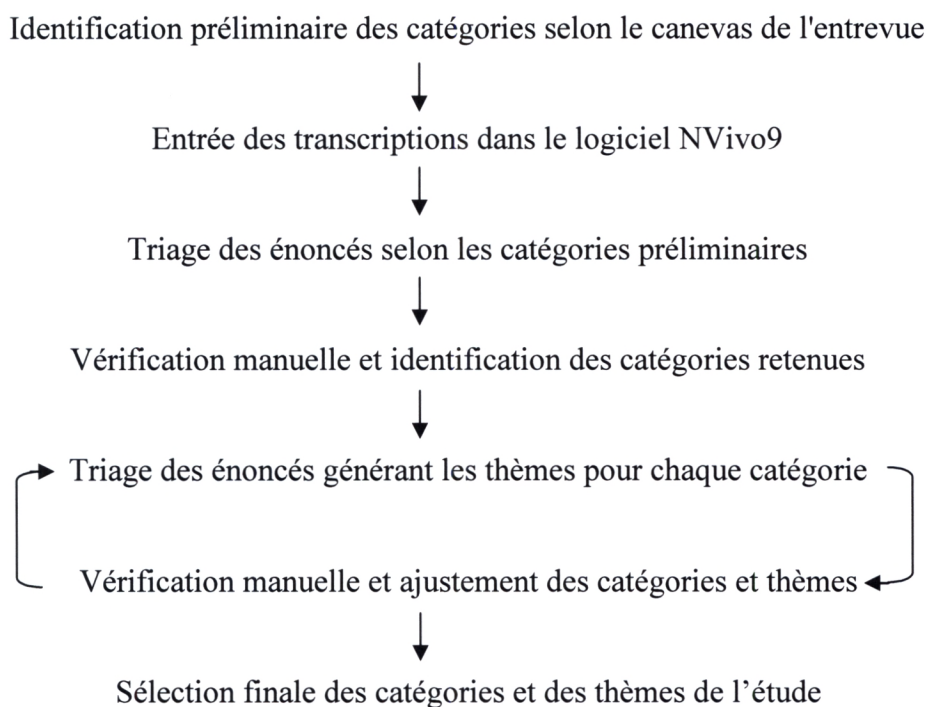 Identification préliminaire des catégories selon le canevas de l'entrevue
Entrée des transcriptions dans le logiciel NVivo9
Triage des énoncés selon les catégories préliminaires
Vérification manuelle et identification des catégories retenues
Triage des énoncés générant les thèmes pour chaque catégorie
Vérification manuelle et ajustement des catégories et thèmes
Sélection finale des catégories et des thèmes de l’étude